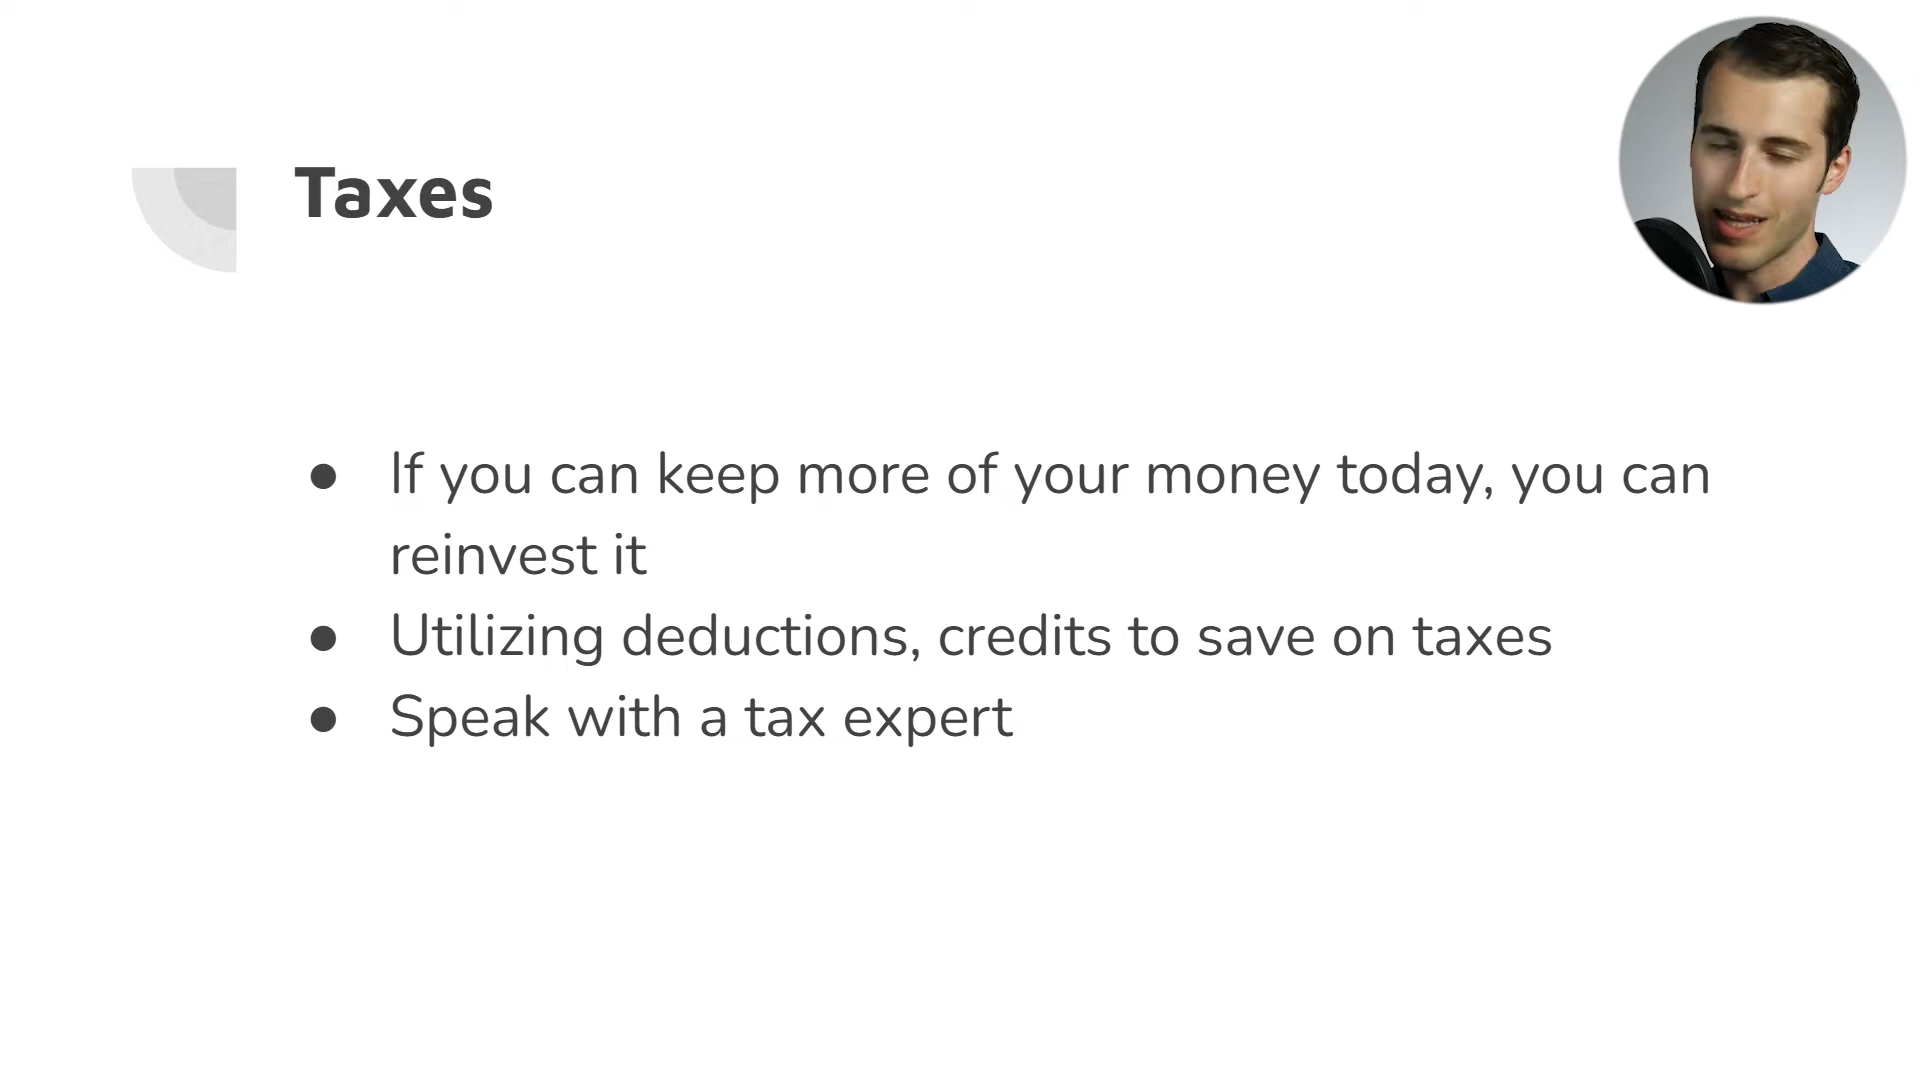 Taxes
● If you can keep more of your money today, you can
reinvest it
● Utilizing deductions, credits to save on taxes
● Speak with a tax expert